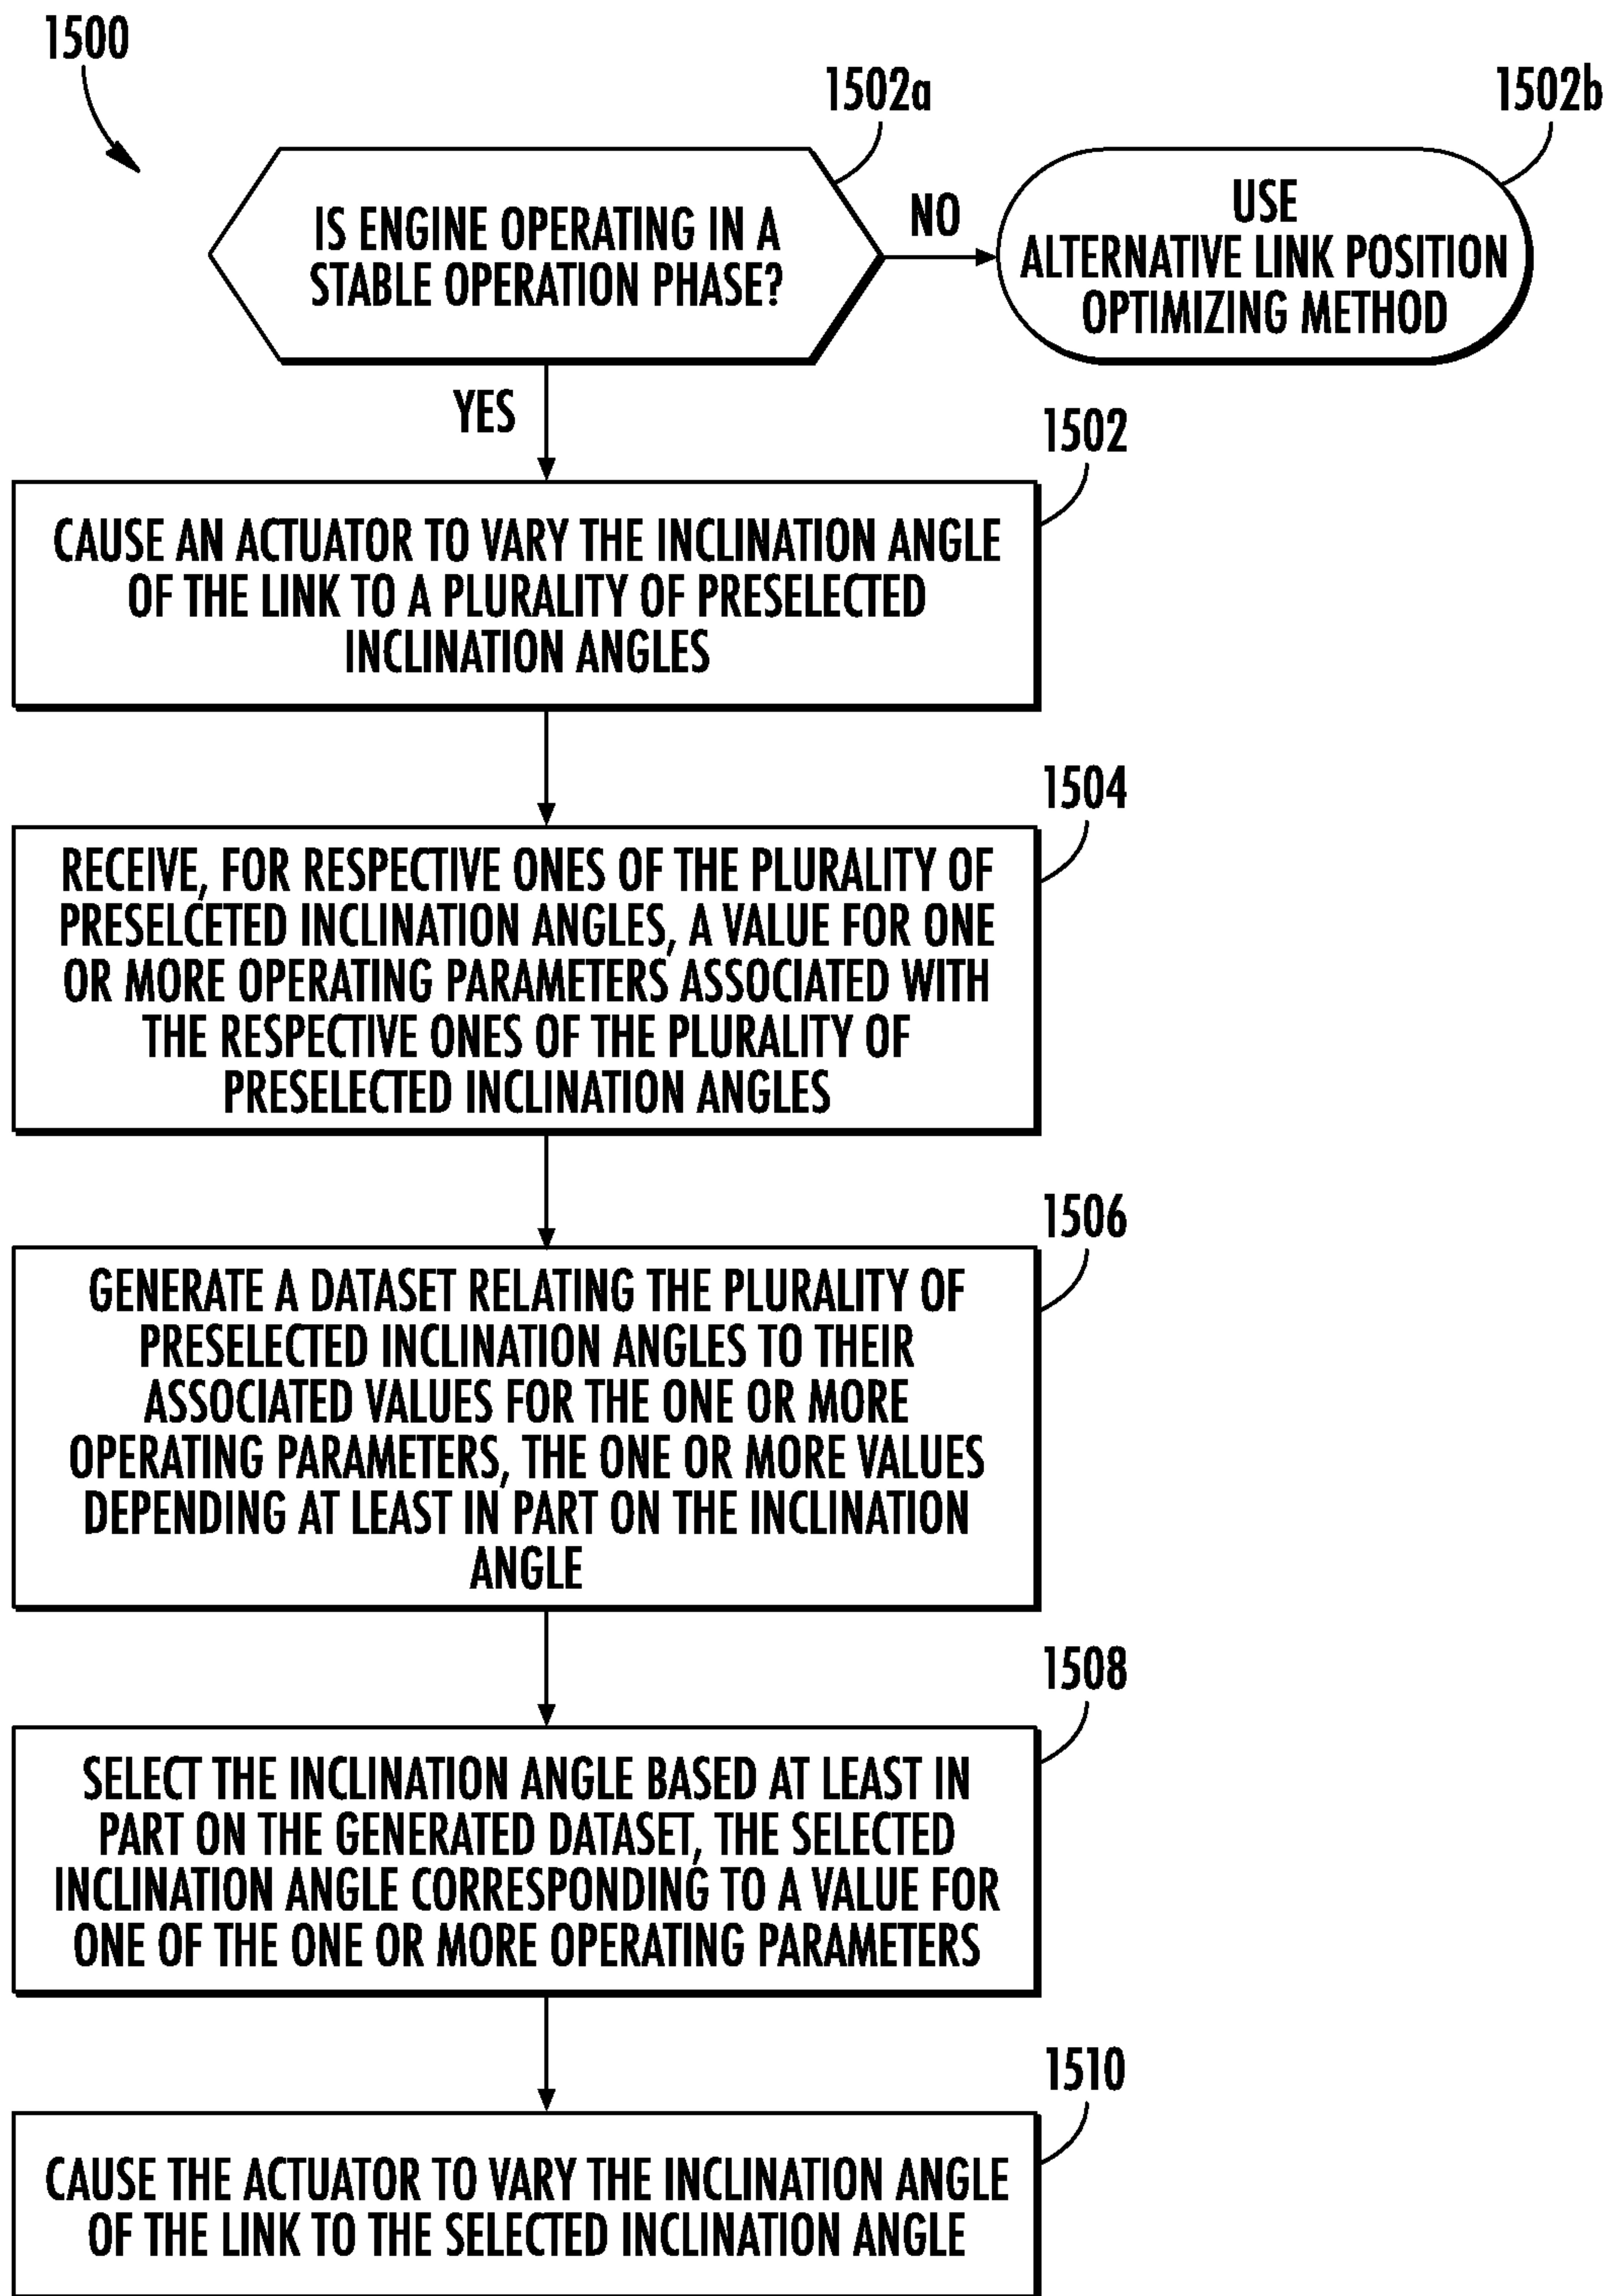 1500
1502a
1502b
IS ENGINE OPERATING IN A
STABLE OPERATION PHASE?
NO
USE
ALTERNATIVE LINK POSITION
OPTIMIZING METHOD
YES
1502
CAUSE AN ACTUATOR TO VARY THE INCLINATION ANGLE
OF THE LINK TO A PLURALITY OF PRESELECTED
INCLINATION ANGLES
1504
RECEIVE, FOR RESPECTIVE ONES OF THE PLURALITY OF
PRESELCETED INCLINATION ANGLES, A VALUE FOR ONE
OR MORE OPERATING PARAMETERS ASSOCIATED WITH
THE RESPECTIVE ONES OF THE PLURALITY OF
PRESELECTED INCLINATION ANGLES
1506
GENERATE A DATASET RELATING THE PLURALITY OF
PRESELECTED INCLINATION ANGLES TO THEIR
ASSOCIATED VALUES FOR THE ONE OR MORE
OPERATING PARAMETERS, THE ONE OR MORE VALUES
DEPENDING AT LEAST IN PART ON THE INCLINATION
ANGLE
1508
SELECT THE INCLINATION ANGLE BASED AT LEAST IN
PART ON THE GENERATED DATASET, THE SELECTED
INCLINATION ANGLE CORRESPONDING TO A VALUE FOR
ONE OF THE ONE OR MORE OPERATING PARAMETERS
1510
CAUSE THE ACTUATOR TO VARY THE INCLINATION ANGLE
OF THE LINK TO THE SELECTED INCLINATION ANGLE